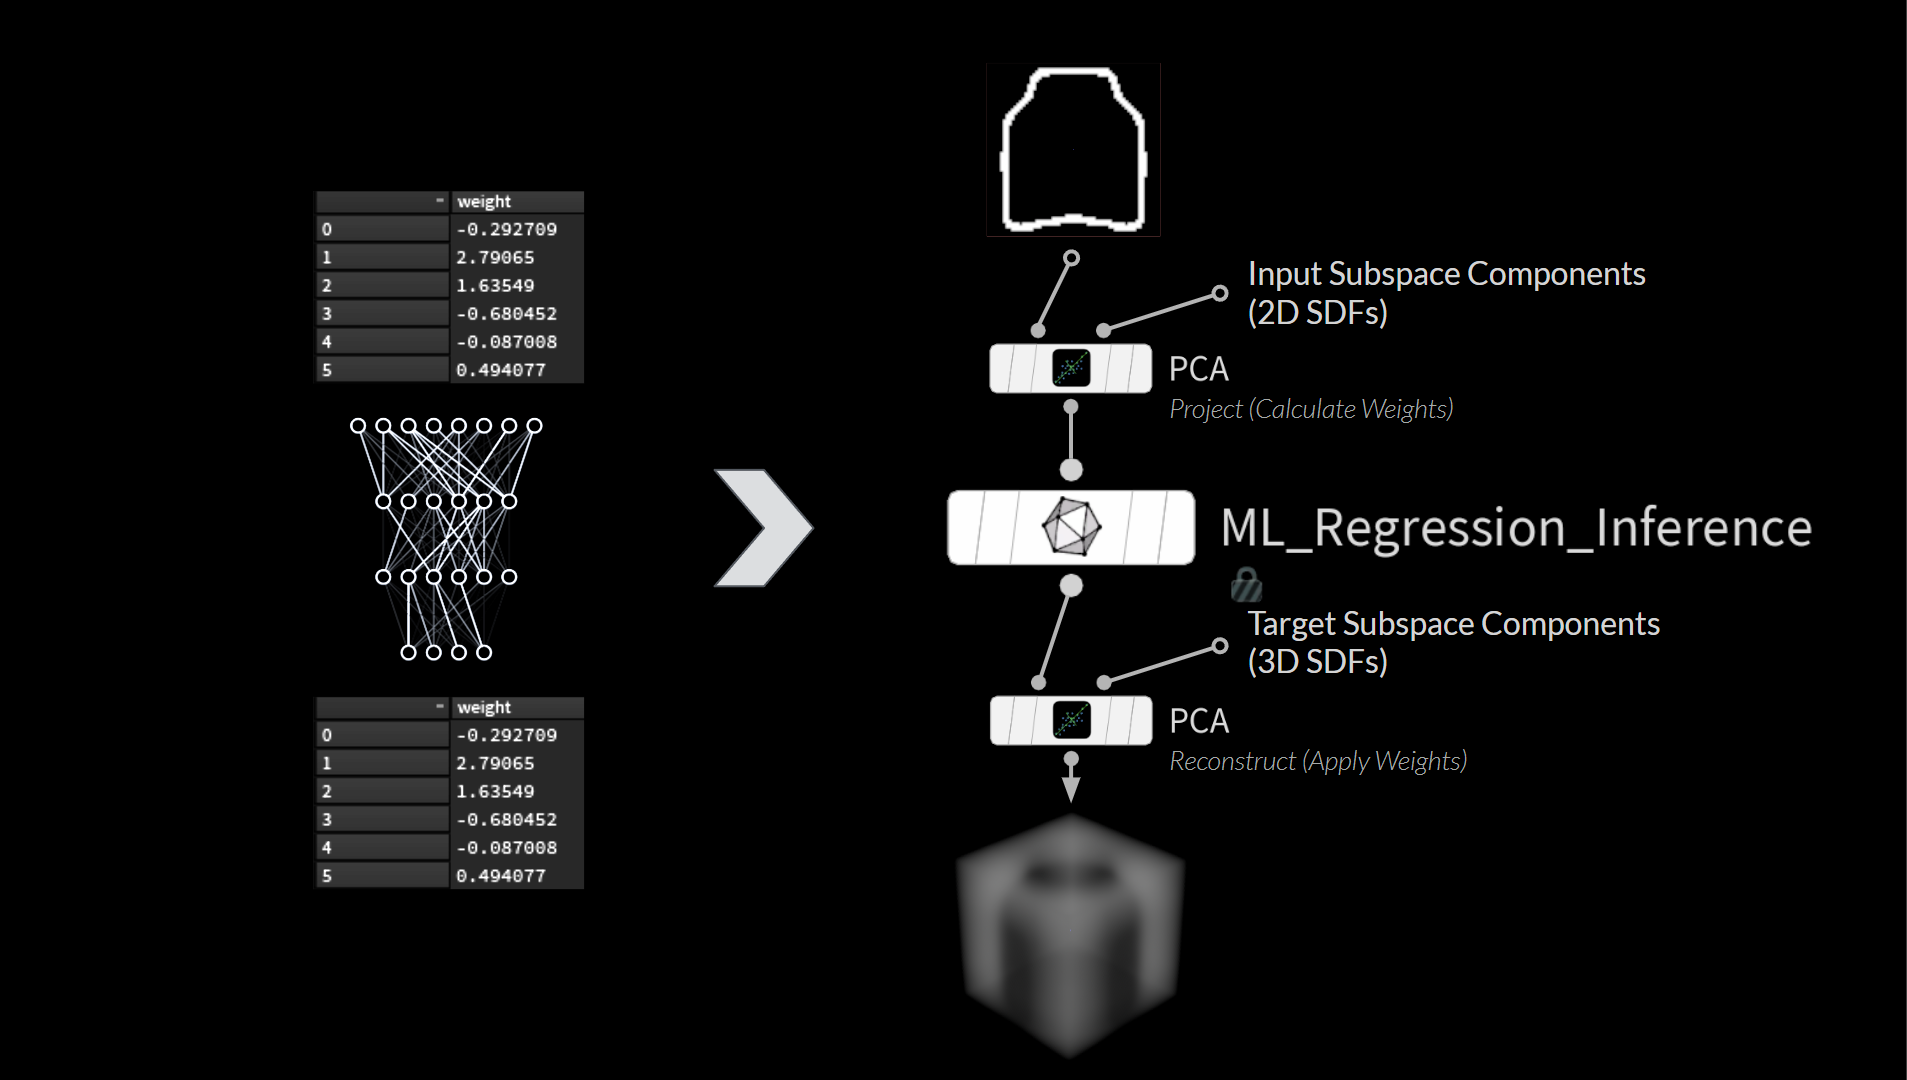 weight
0 -0.292709
1 2.79065
2 1.63549
3 -0.680452
4 -0.087008
5 0.494077
weight
0 -0.292709
1 2.79065
2 1.63549
3 -0.680452
4 -0.087008
5 0.494077
Input Subspace Components
(2D SDFs)
PCA
Project (Calculate Weights)
ML_Regression_Inference
Target Subspace Components
(3D SDFs)
PCA
Reconstruct (Apply Weights)